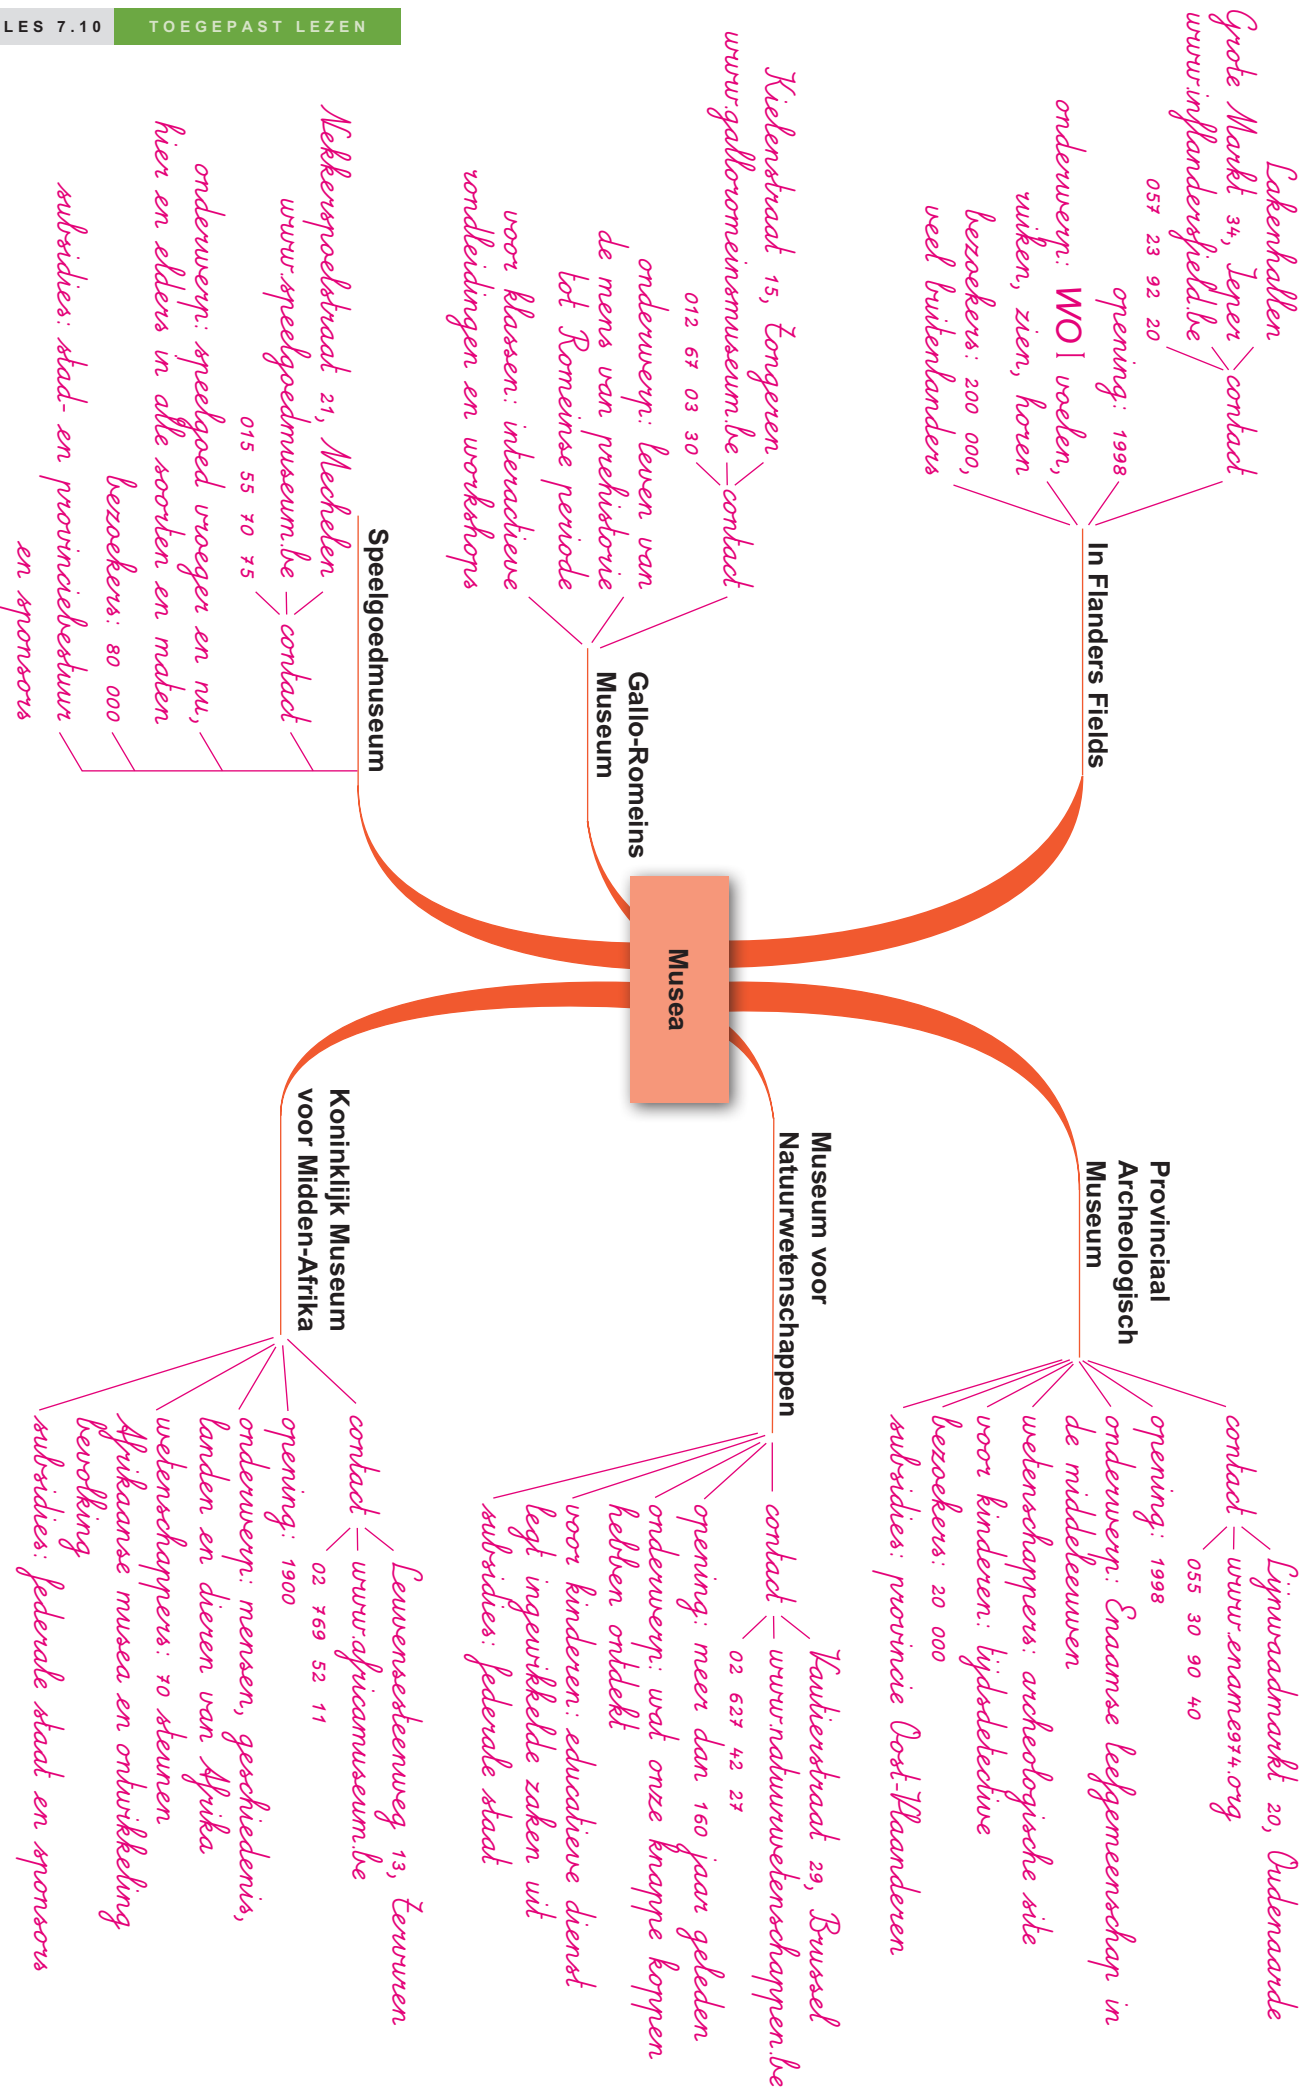 LES 7.10 TOEGEPAST LEZEN
Musea
In Flanders Fields
contact
Lakenhallen
Grote Markt 34, Ieper
www.inflandersfield.be
057 23 92 20
opening: 1998
onderwerp: WO I voelen,
ruiken, zien, horen
bezoekers: 200 000,
veel buitenlanders
Gallo-Romeins
Museum
contact
Kielenstraat 15, Tongeren
www.galloromeinsmuseum.be
012 67 03 30
onderwerp: leven van
de mens van prehistorie
tot Romeinse periode
voor klassen: interactieve
rondleidingen en workshops
Speelgoedmuseum
contact
Nekkerspoelstraat 21, Mechelen
www.speelgoedmuseum.be
015 55 70 75
onderwerp: speelgoed vroeger en nu,
hier en elders in alle soorten en maten
bezoekers: 80 000
subsidies: stad- en provinciebestuur
en sponsors
Provinciaal
Archeologisch
Museum
contact
Lijnwaadmarkt 20, Oudenaarde
www.ename974.org
055 30 90 40
opening: 1998
onderwerp: Enaamse leefgemeenschap in
de middeleeuwen
wetenschappers: archeologische site
voor kinderen: tijdsdetective
bezoekers: 20 000
subsidies: provincie Oost-Vlaanderen
Museum voor
Natuurwetenschappen
contact
Vautierstraat 29, Brussel
www.natuurwetenschappen.be
02 627 42 27
opening: meer dan 160 jaar geleden
onderwerp: wat onze knappe koppen
hebben ontdekt
voor kinderen: educatieve dienst
legt ingewikkelde zaken uit
subsidies: federale staat
Koninklijk Museum
voor Midden-Afrika
contact
Leuvensesteenweg 13, Tervuren
www.africamuseum.be
02 769 52 11
opening: 1900
onderwerp: mensen, geschiedenis,
landen en dieren van Afrika
wetenschappers: 70 steunen
Afrikaanse musea en ontwikkeling
bevolking
subsidies: federale staat en sponsors